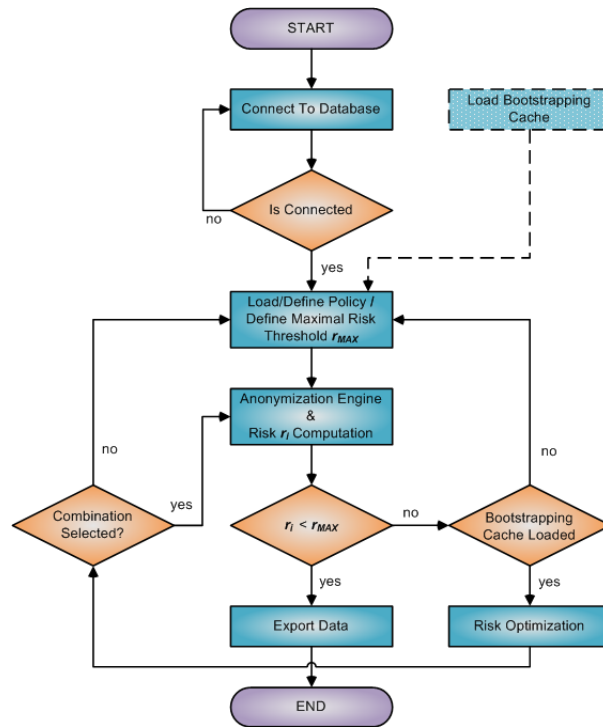 START
Connect To Database
Load Bootstrapping
Cache
Is Connected
no
yes
Load/Define Policy /
Define Maximal Risk
Threshold rMAX
Anonymization Engine
&
Risk ri Computation
no
no
yes
no
Combination
Selected?
ri < rMAX
Bootstrapping
Cache Loaded
yes
yes
Export Data
Risk Optimization
END